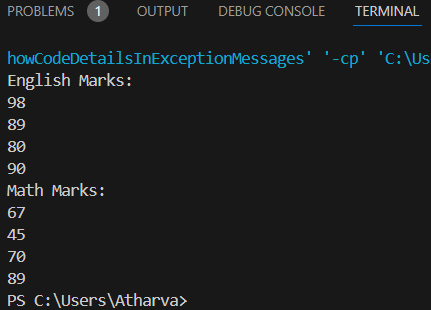 PROBLEMS 1 OUTPUT DEBUG CONSOLE TERMINAL
howCodeDetailsInExceptionMessages' '-cp' 'C:\Us
English Marks:
98
89
80
90
Math Marks:
67
45
70
89
PS C:\Users\Atharva>